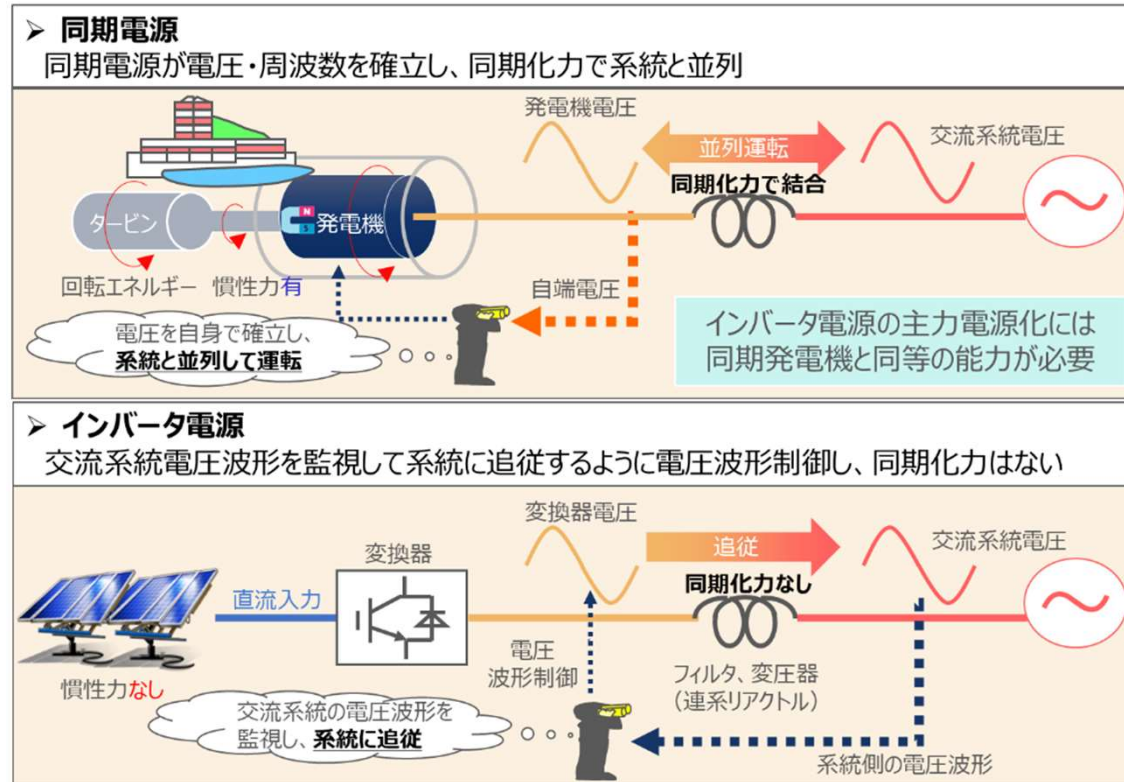 ➢ 同期電源
同期電源が電圧・周波数を確立し、同期化力で系統と並列
発電機電圧
並列運転
交流系統電圧
同期化力で結合
タービン
N
S
発電機
回転エネルギー
慣性力有
自端電圧
電圧を自身で確立し、
系統と並列して運転
インバータ電源の主力電源化には
同期発電機と同等の能力が必要
➢ インバータ電源
交流系統電圧波形を監視して系統に追従するように電圧波形制御し、同期化力はない
変換器電圧
追従
交流系統電圧
変換器
同期化力なし
直流入力
電圧
波形制御
フィルタ、変圧器
（連系リアクトル）
慣性力なし
交流系統の電圧波形を
監視し、系統に追従
系統側の電圧波形